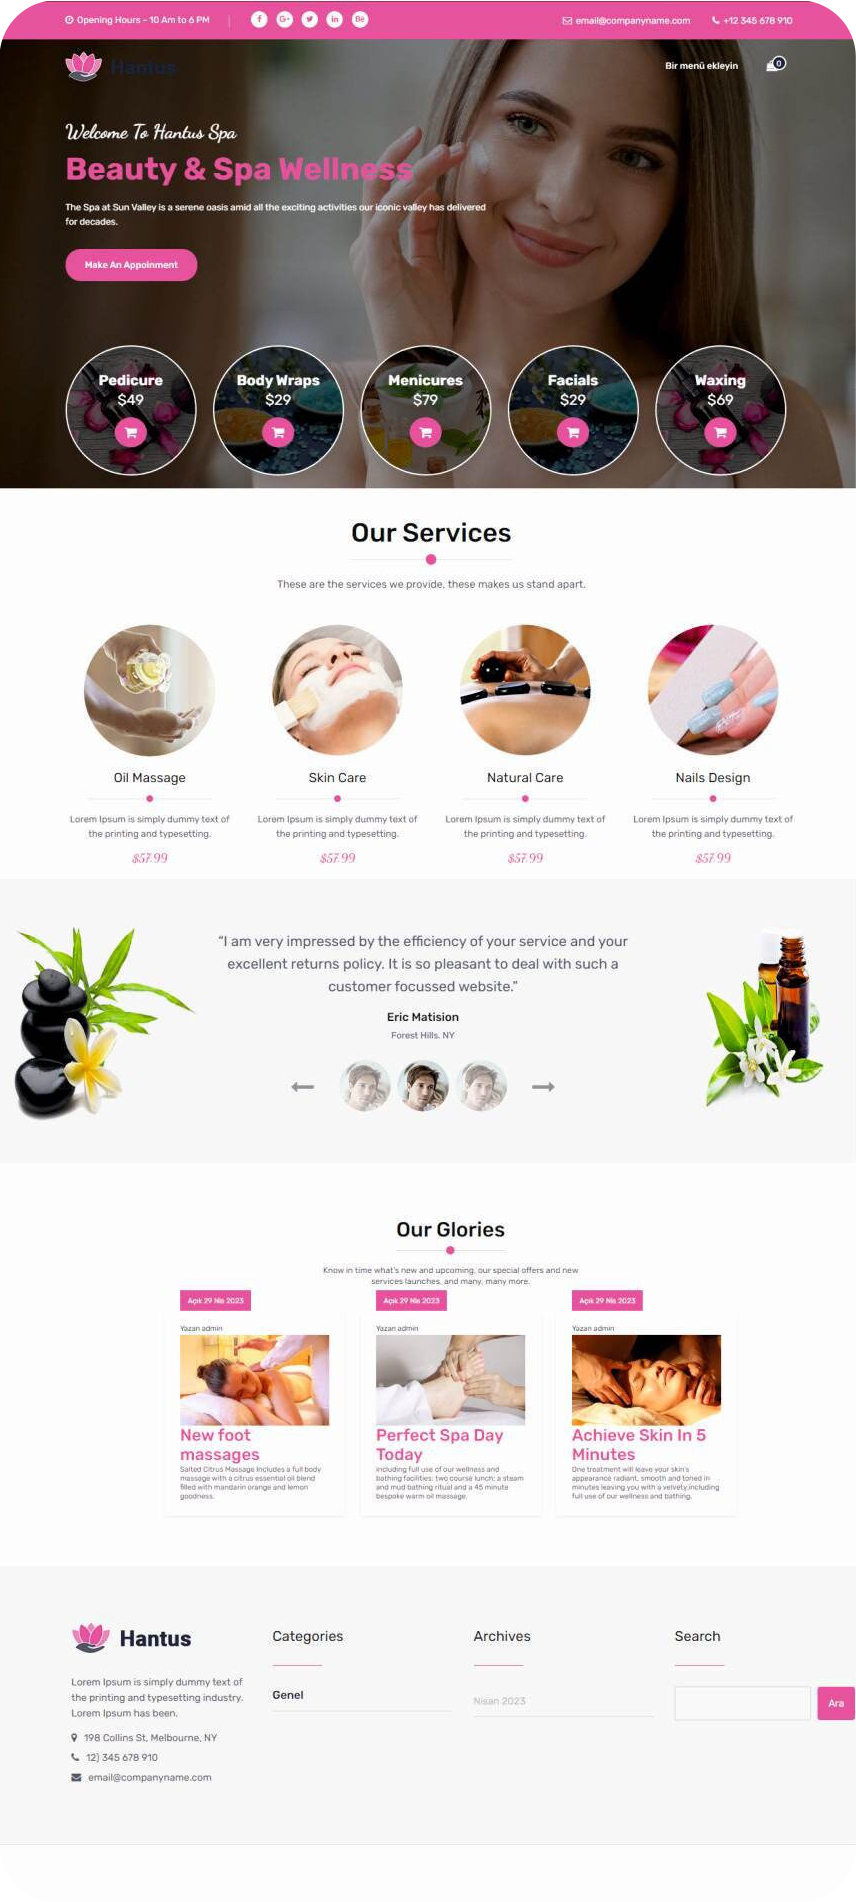 Opening Hours - 10 Am to 6 PM
email@companyname.com
+12 345 678 910
Hantus
Bir menü ekleyin
0
Welcome To Hantus Spa
Beauty & Spa Wellness
The Spa at Sun Valley is a serene oasis amid all the exciting activities our iconic valley has delivered
for decades.
Make An Appoinment
Pedicure
$49
Body Wraps
$29
Menicures
$79
Facials
$29
Waxing
$69
Our Services
These are the services we provide, these makes us stand apart.
Oil Massage
Lorem Ipsum is simply dummy text of
the printing and typesetting.
$57.99
Skin Care
Lorem Ipsum is simply dummy text of
the printing and typesetting.
$57.99
Natural Care
Lorem Ipsum is simply dummy text of
the printing and typesetting.
$57.99
Nails Design
Lorem Ipsum is simply dummy text of
the printing and typesetting.
$57.99
“I am very impressed by the efficiency of your service and your
excellent returns policy. It is so pleasant to deal with such a
customer focussed website.”
Eric Matision
Forest Hills, NY
Our Glories
Know in time what's new and upcoming, our special offers and new
services launches, and many, many more.
Açık 29 Nis 2023
Yazan admin
New foot
massages
Salted Citrus Massage Includes a full body
massage with a citrus essential oil blend
filled with mandarin orange and lemon
goodness.
Açık 29 Nis 2023
Yazan admin
Perfect Spa Day
Today
including full use of our wellness and
bathing facilities; two course lunch; a steam
and mud bathing ritual and a 45 minute
bespoke warm oil massage.
Açık 29 Nis 2023
Yazan admin
Achieve Skin In 5
Minutes
One treatment will leave your skin's
appearance radiant, smooth and toned in
minutes leaving you with a velvety,including
full use of our wellness and bathing.
Hantus
Lorem Ipsum is simply dummy text of
the printing and typesetting industry.
Lorem Ipsum has been.
198 Collins St, Melbourne, NY
12) 345 678 910
email@companyname.com
Categories
Genel
Archives
Nisan 2023
Search
Ara